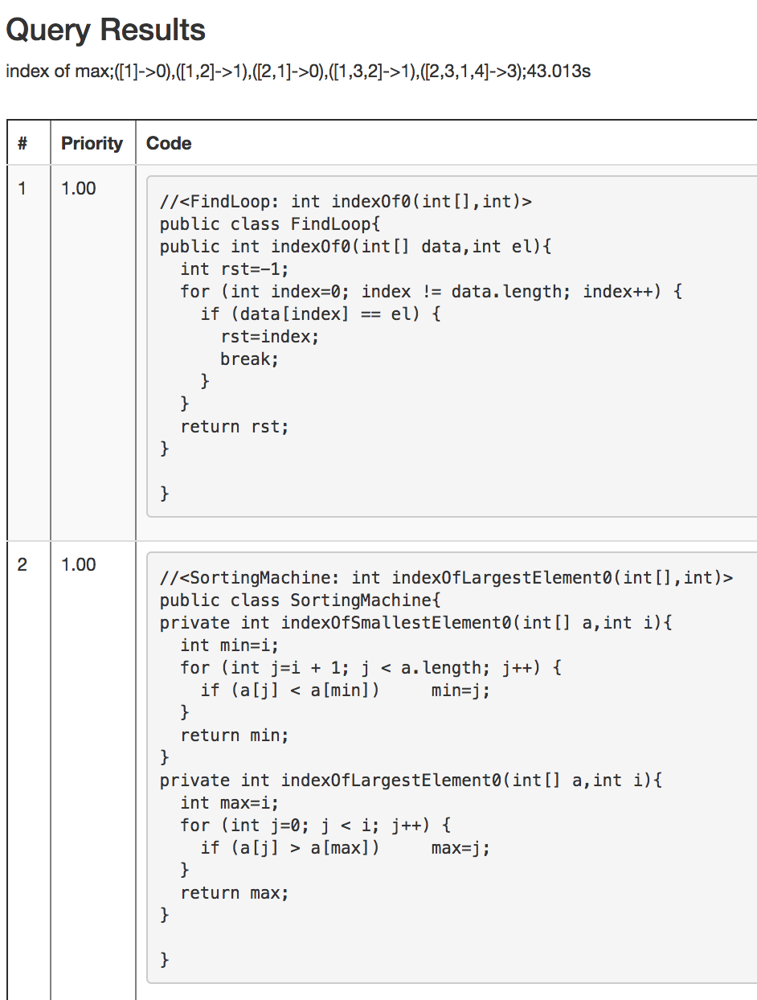 Query Results
index of max;([1]->0),([1,2]->1),([2,1]->0),([1,3,2]->1),([2,3,1,4]->3);43.013s
# Priority Code
1 1.00
//<FindLoop: int indexOf0(int[],int)>
public class FindLoop{
public int indexOf0(int[] data,int el){
  int rst=-1;
  for (int index=0; index != data.length; index++) {
    if (data[index] == el) {
      rst=index;
      break;
    }
  }
  return rst;
}
}
2 1.00
//<SortingMachine: int indexOfLargestElement0(int[],int)>
public class SortingMachine{
private int indexOfSmallestElement0(int[] a,int i){
  int min=i;
  for (int j=i + 1; j < a.length; j++) {
    if (a[j] < a[min])     min=j;
  }
  return min;
}
private int indexOfLargestElement0(int[] a,int i){
  int max=i;
  for (int j=0; j < i; j++) {
    if (a[j] > a[max])     max=j;
  }
  return max;
}
}